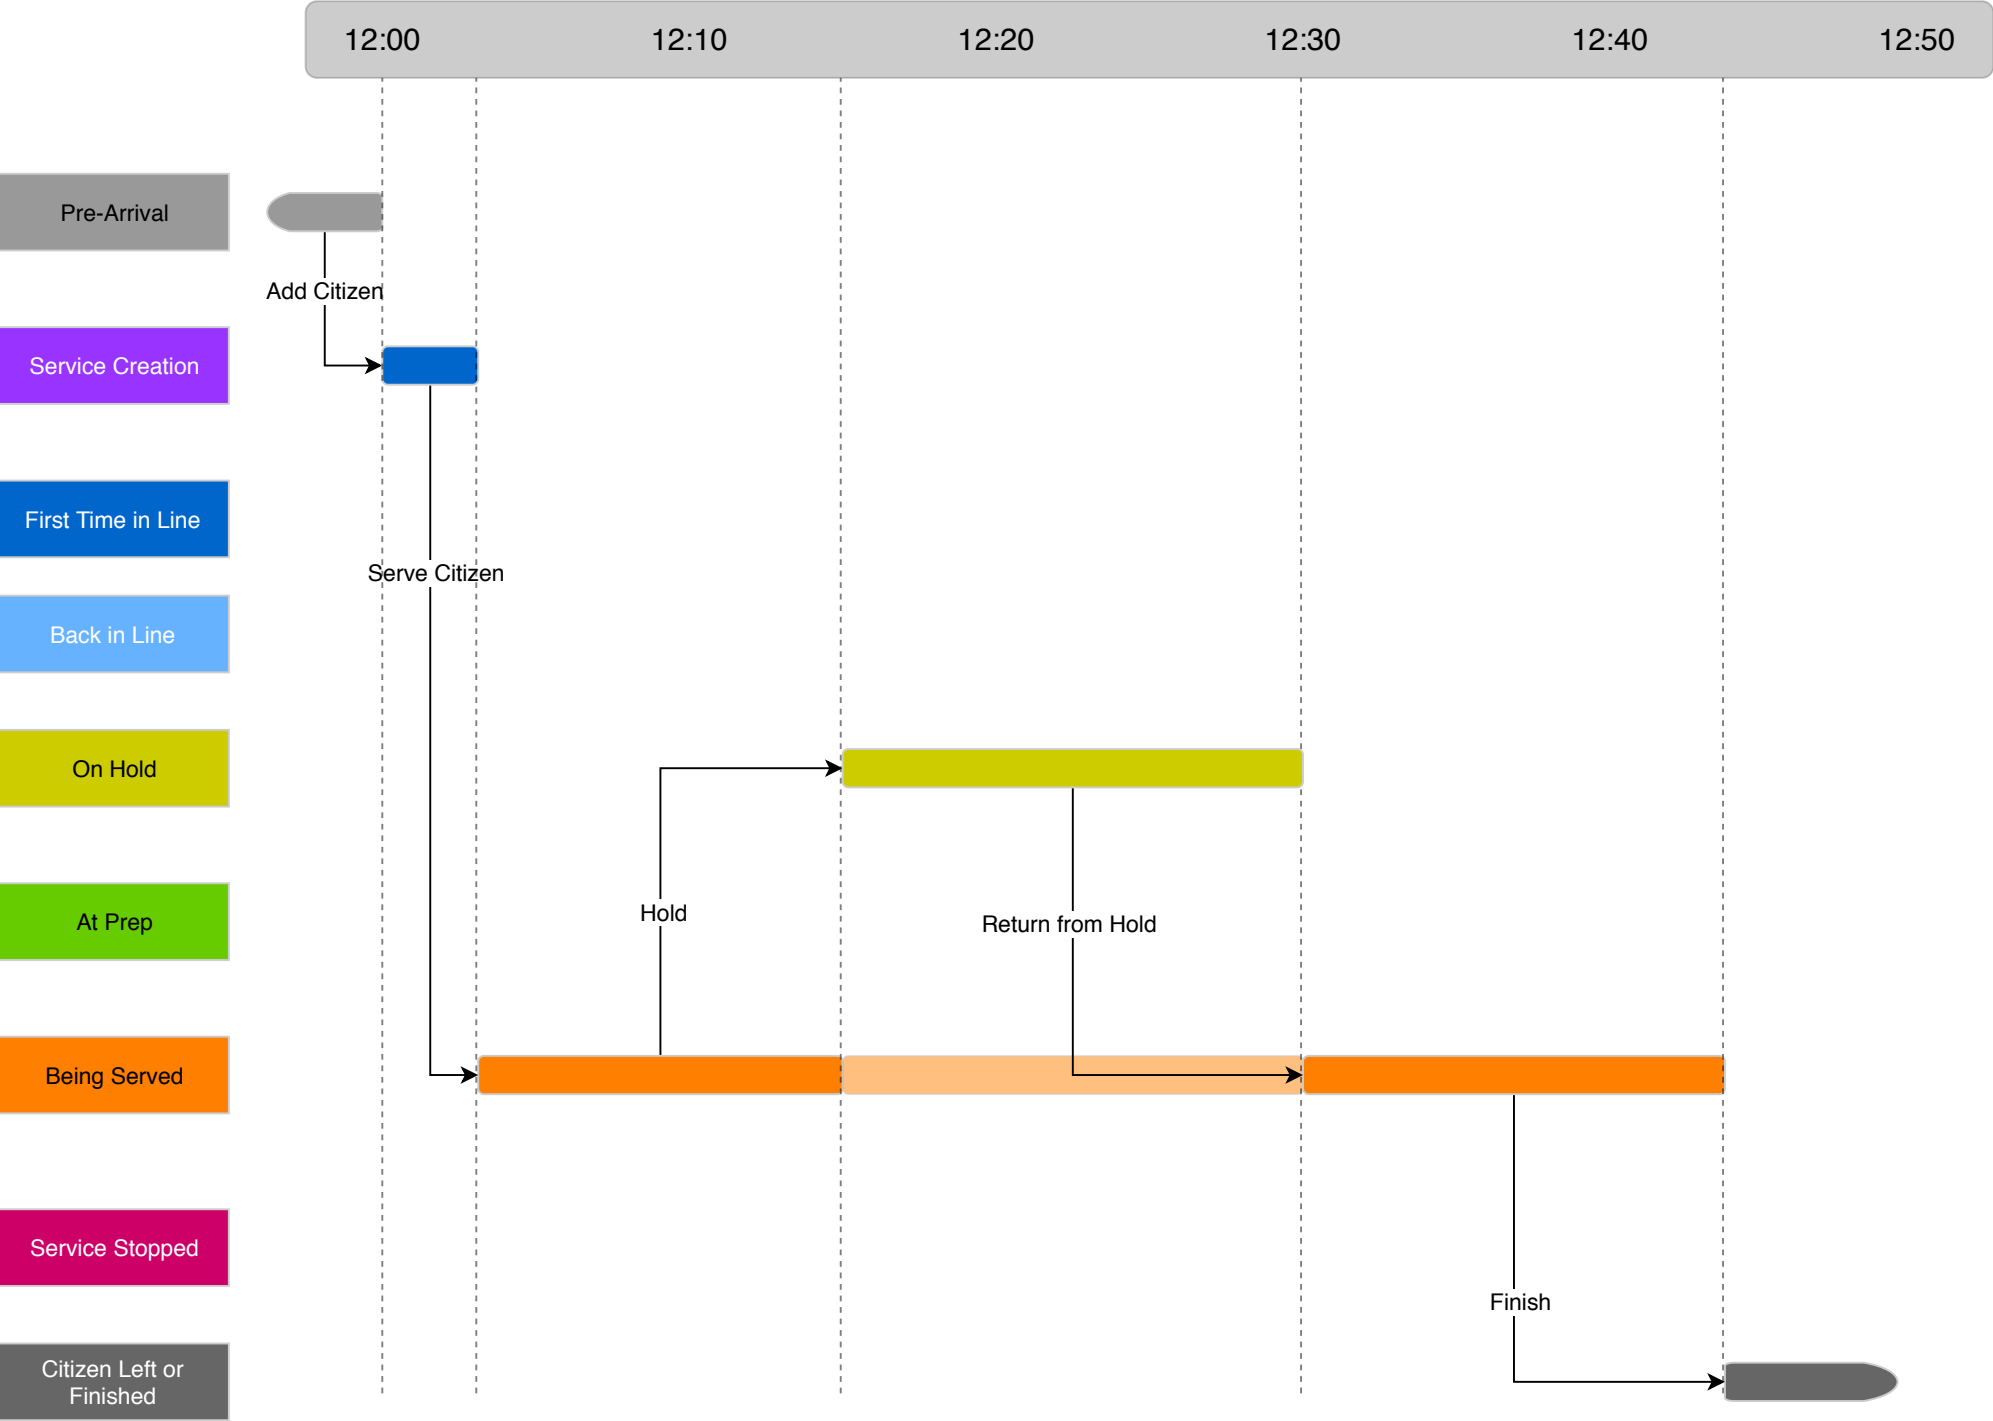 12:00
12:10
12:20
12:30
12:40
12:50
Pre-Arrival
Add Citizen
Service Creation
First Time in Line
Serve Citizen
Back in Line
On Hold
Hold
Return from Hold
At Prep
Being Served
Service Stopped
Finish
Citizen Left or
Finished